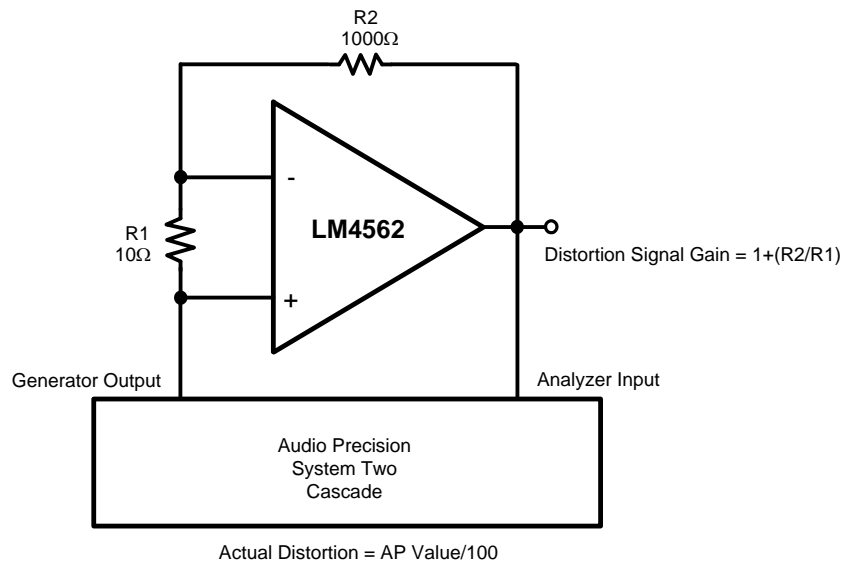 R2
1000Ω
-
R1
10Ω
LM4562
+
Distortion Signal Gain = 1+(R2/R1)
Generator Output
Analyzer Input
Audio Precision
System Two
Cascade
Actual Distortion = AP Value/100